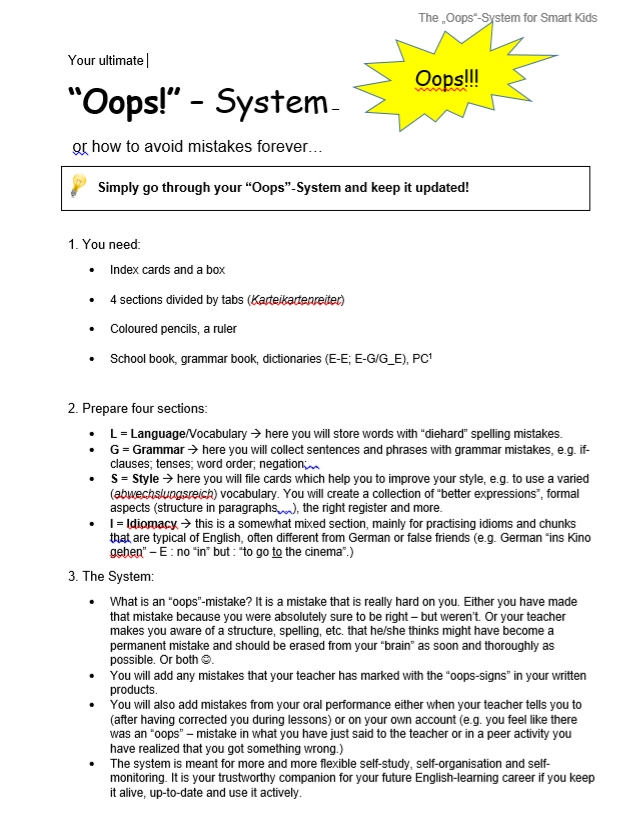 The „Oops“-System for Smart Kids
Your ultimate
Oops!!!
“Oops!” – System –
or how to avoid mistakes forever…
Simply go through your “Oops”-System and keep it updated!
1. You need:
• Index cards and a box
• 4 sections divided by tabs (Karteikartenreiter)
• Coloured pencils, a ruler
• School book, grammar book, dictionaries (E-E; E-G/G_E), PC¹
2. Prepare four sections:
• L = Language/Vocabulary → here you will store words with “diehard” spelling mistakes.
• G = Grammar → here you will collect sentences and phrases with grammar mistakes, e.g. if-
clauses; tenses; word order; negation…
• S = Style → here you will file cards which help you to improve your style, e.g. to use a varied
(abwechslungsreich) vocabulary. You will create a collection of “better expressions”, formal
aspects (structure in paragraphs…), the right register and more.
• I = Idiomacy → this is a somewhat mixed section, mainly for practising idioms and chunks
that are typical of English, often different from German or false friends (e.g. German “ins Kino
gehen” – E : no “in” but : “to go to the cinema”.)
3. The System:
• What is an “oops”-mistake? It is a mistake that is really hard on you. Either you have made
that mistake because you were absolutely sure to be right – but weren’t. Or your teacher
makes you aware of a structure, spelling, etc. that he/she thinks might have become a
permanent mistake and should be erased from your “brain” as soon and thoroughly as
possible. Or both ☺.
• You will add any mistakes that your teacher has marked with the “oops-signs” in your written
products.
• You will also add mistakes from your oral performance either when your teacher tells you to
(after having corrected you during lessons) or on your own account (e.g. you feel like there
was an “oops” – mistake in what you have just said to the teacher or in a peer activity you
have realized that you got something wrong.)
• The system is meant for more and more flexible self-study, self-organisation and self-
monitoring. It is your trustworthy companion for your future English-learning career if you keep
it alive, up-to-date and use it actively.